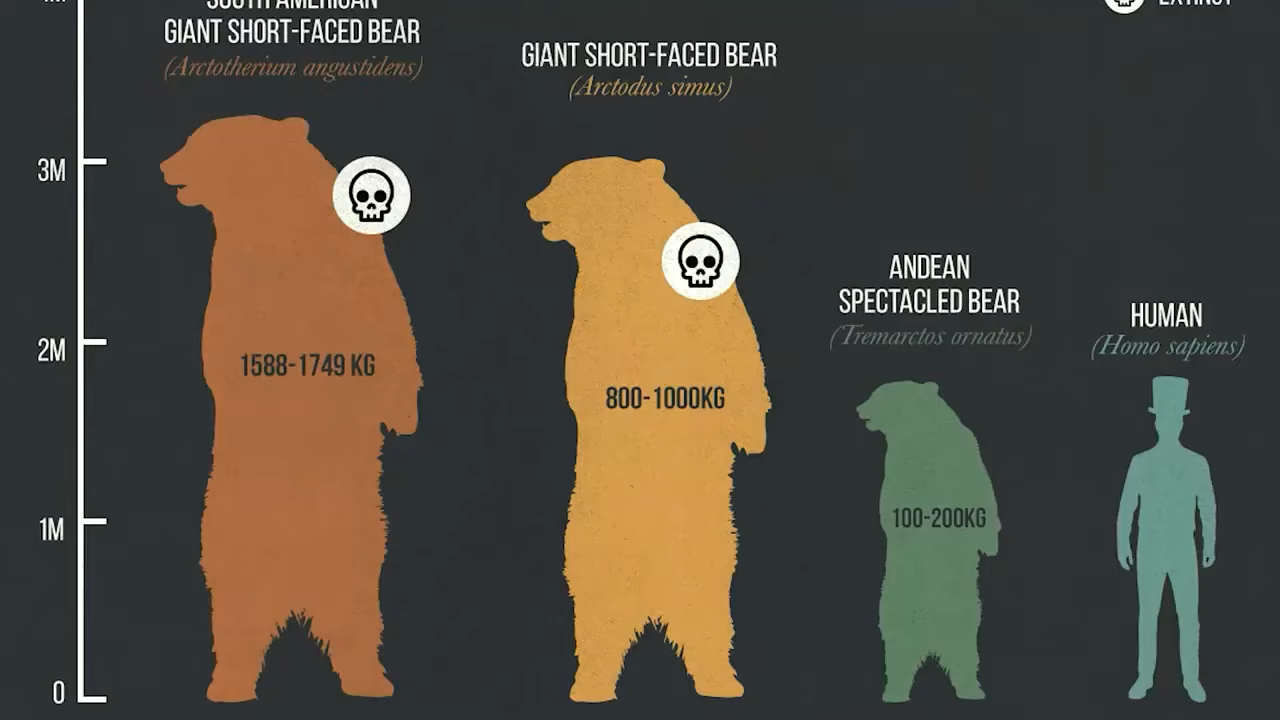 SOUTH AMERICAN
GIANT SHORT-FACED BEAR
(Arctotherium angustidens)
GIANT SHORT-FACED BEAR
(Arctodus simus)
EXTINCT
3M
2M
1M
0
1588-1749 KG
800-1000KG
ANDEAN
SPECTACLED BEAR
(Tremarctos ornatus)
100-200KG
HUMAN
(Homo sapiens)